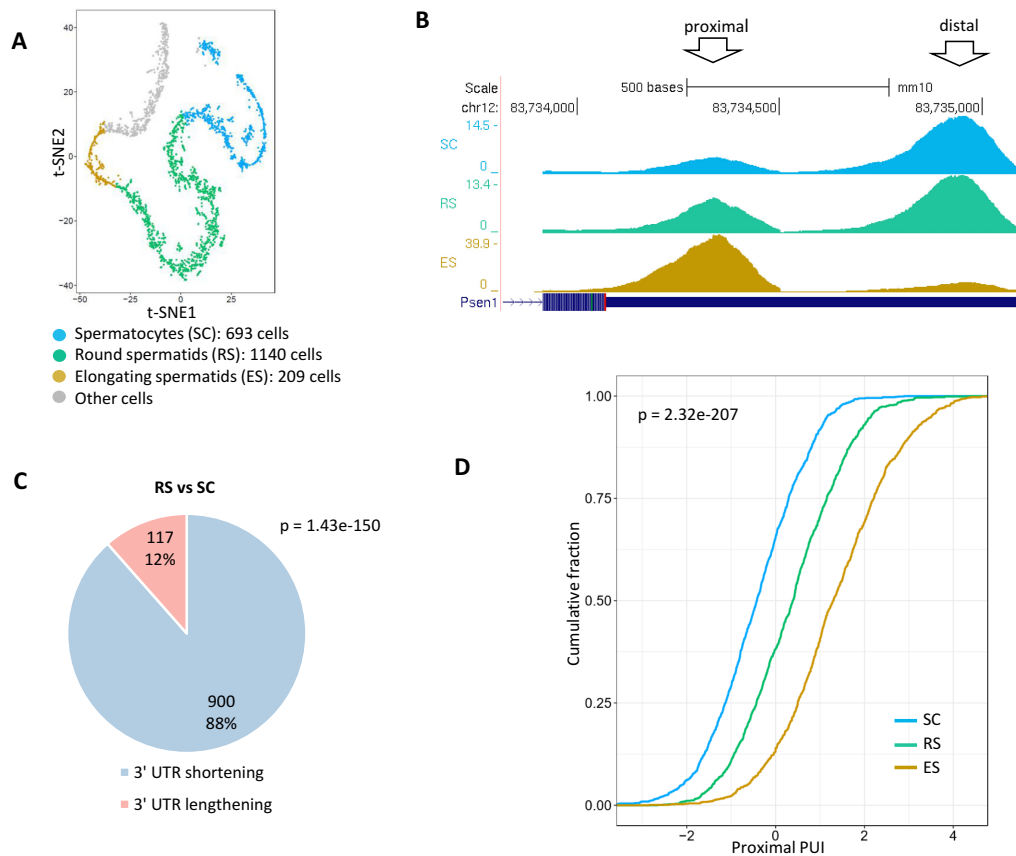 A
t-SNE2
40
20
0
−20
−40
−50
−25
0
25
t-SNE1
Spermatocytes (SC): 693 cells
Round spermatids (RS): 1140 cells
Elongating spermatids (ES): 209 cells
Other cells
B
proximal
distal
Scale
500 bases
mm10
chr12:
83,734,000
83,734,500
83,735,000
14.5
SC
0
13.4
RS
0
39.9
ES
0
Psen1
C
RS vs SC
p = 1.43e-150
117
12%
900
88%
3' UTR shortening
3' UTR lengthening
D
p = 2.32e-207
Cumulative fraction
1.00
0.75
0.50
0.25
0.00
SC
RS
ES
−2
0
2
4
Proximal PUI